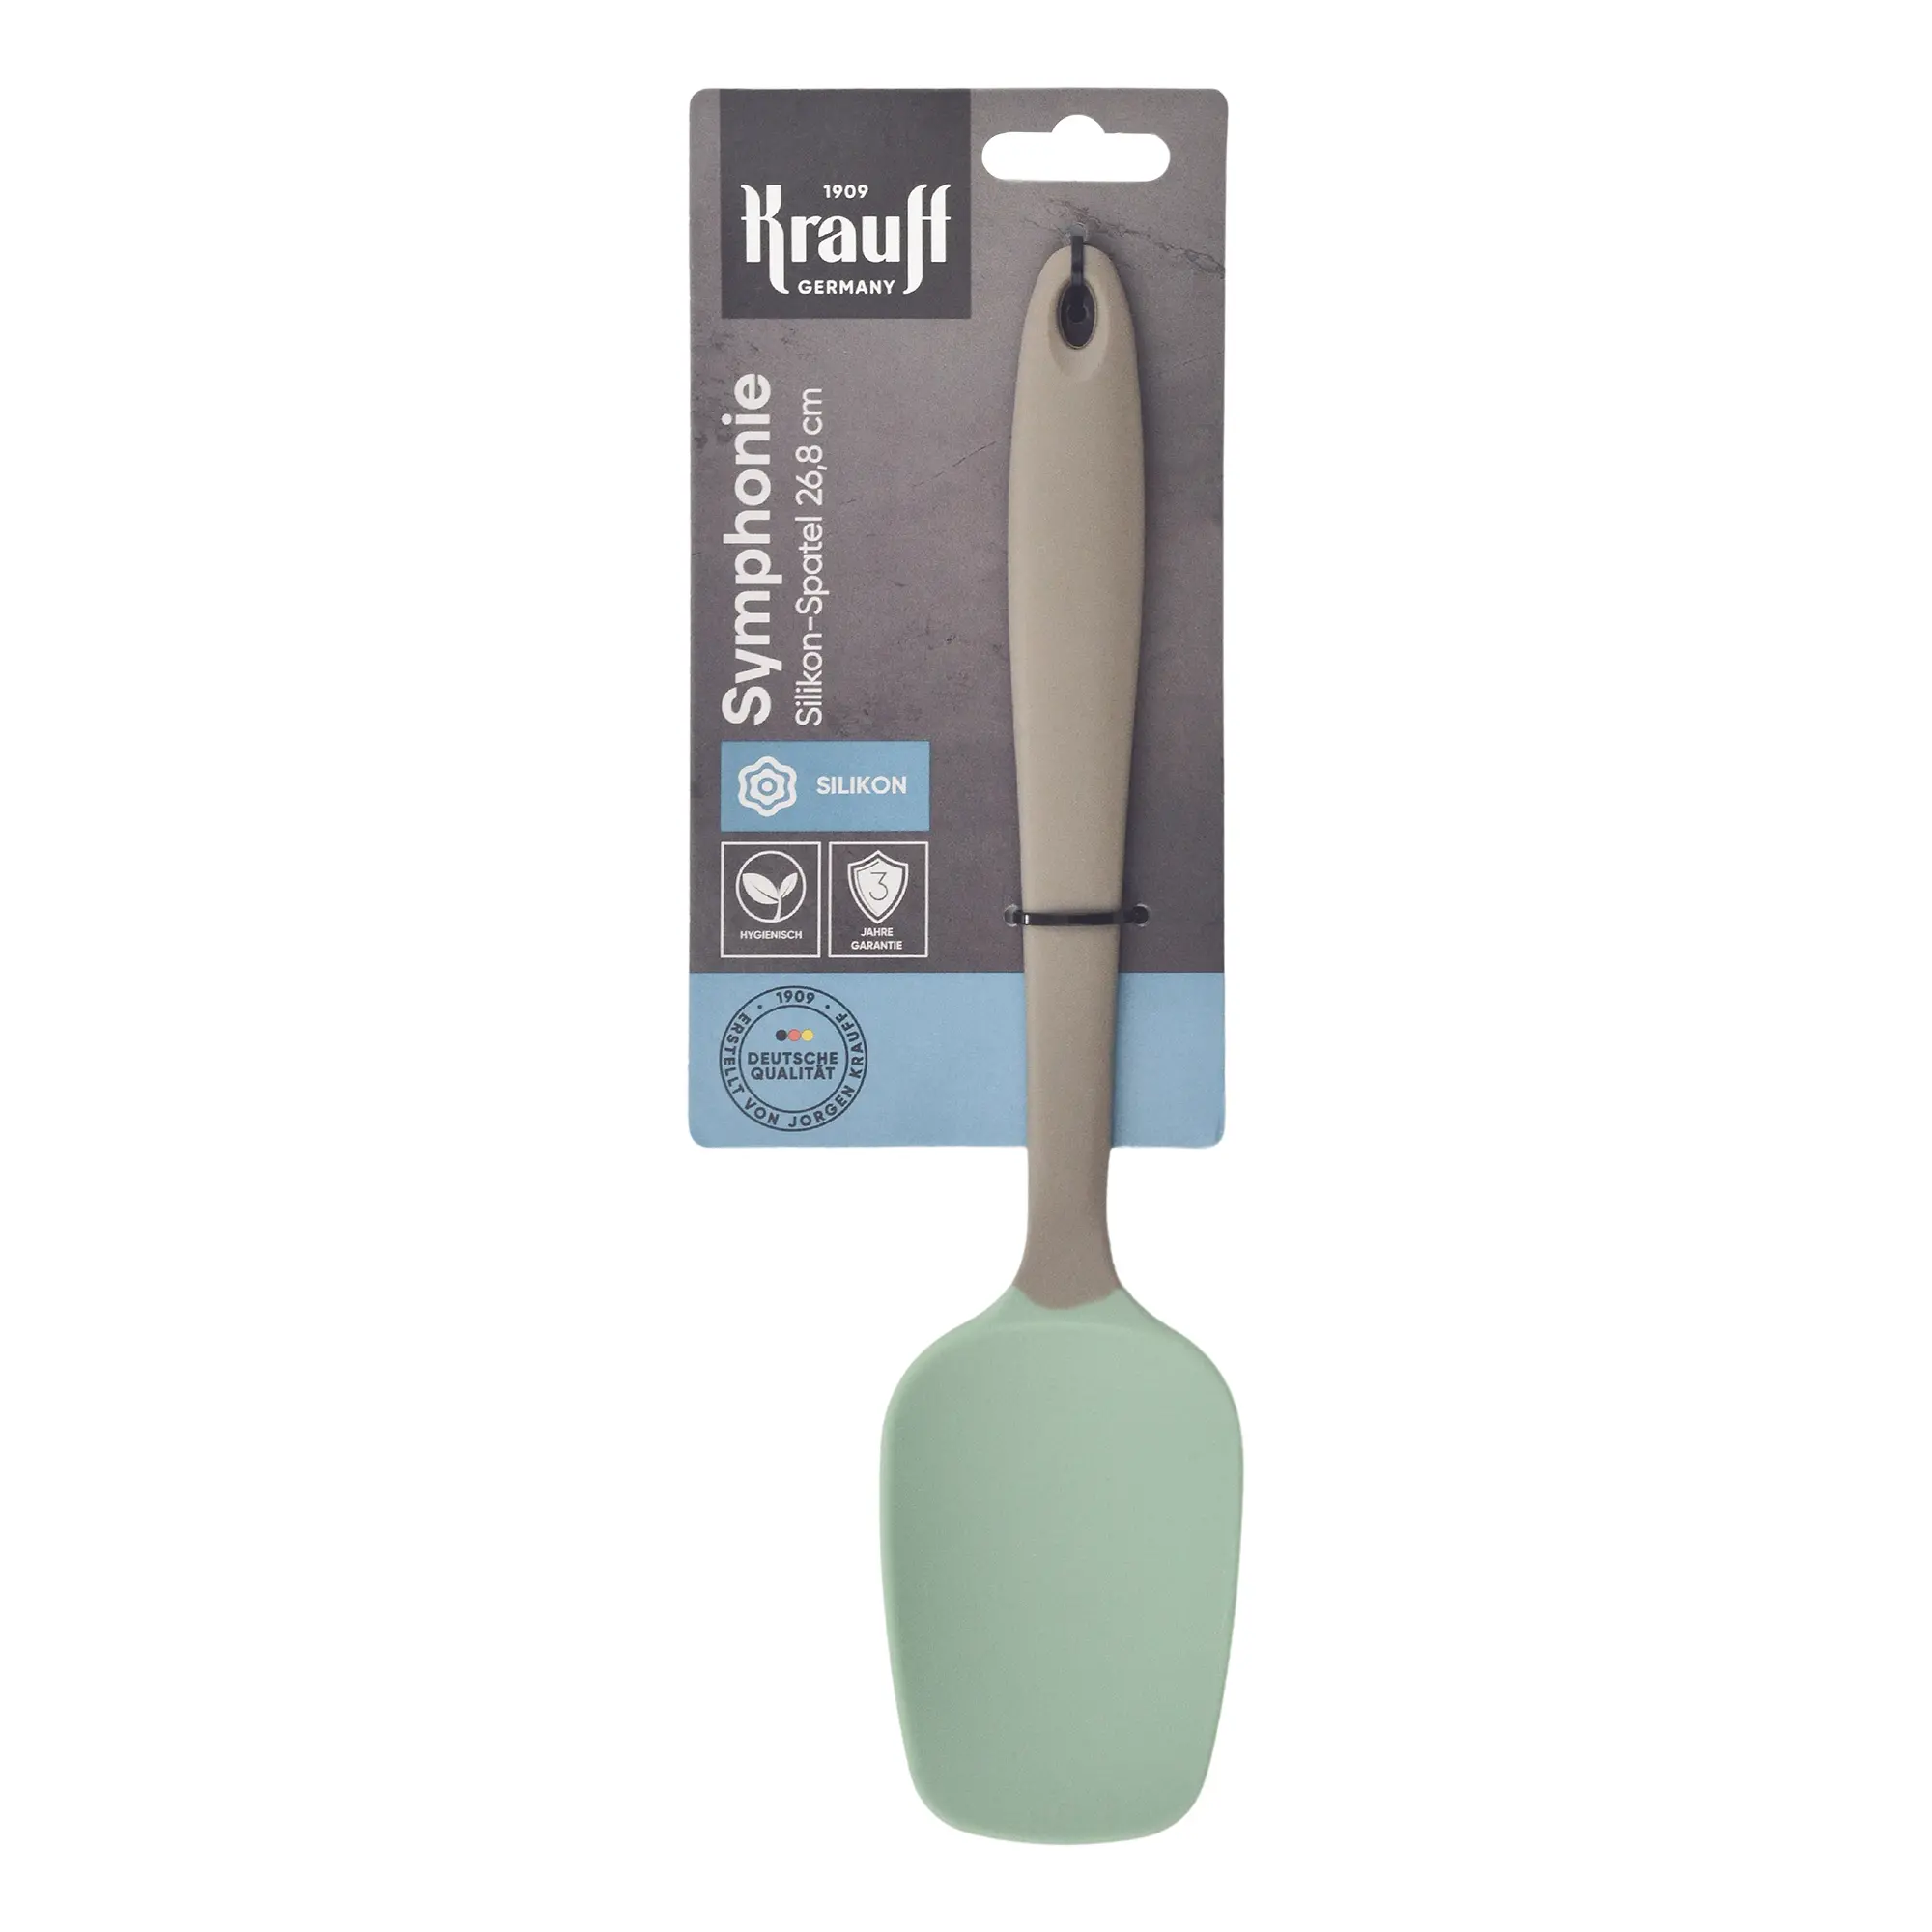 1909
Krauff
GERMANY
Symphonie
Silikon-Spatel 26,8 cm
SILIKON
HYGIENISCH
3
JAHRE
GARANTIE
1909
DEUTSCHE
QUALITÄT
ERSTELLT VON JORGEN KRAUFF